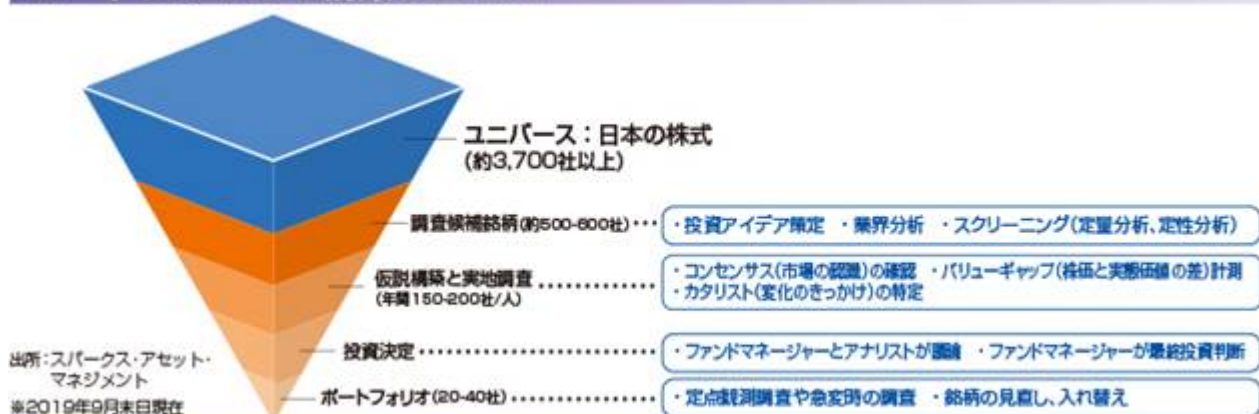 ユニバース：日本の株式
(約3,700社以上)
調査候補銘柄(約500-600社)
・投資アイデア策定 ・業界分析 ・スクリーニング(定量分析、定性分析)
仮説構築と実地調査
(年間150-200社/人)
・コンセンサス(市場の認識)の確認 ・バリューギャップ(株価と実態価値の差)計測
・カタリスト(変化のきっかけ)の特定
投資決定
・ファンドマネージャーとアナリストが議論 ・ファンドマネージャーが最終投資判断
ポートフォリオ(20-40社)
・定点観測調査や急変時の調査 ・銘柄の見直し、入れ替え
出所：スパークス・アセット・
マネジメント
※2019年9月末日現在